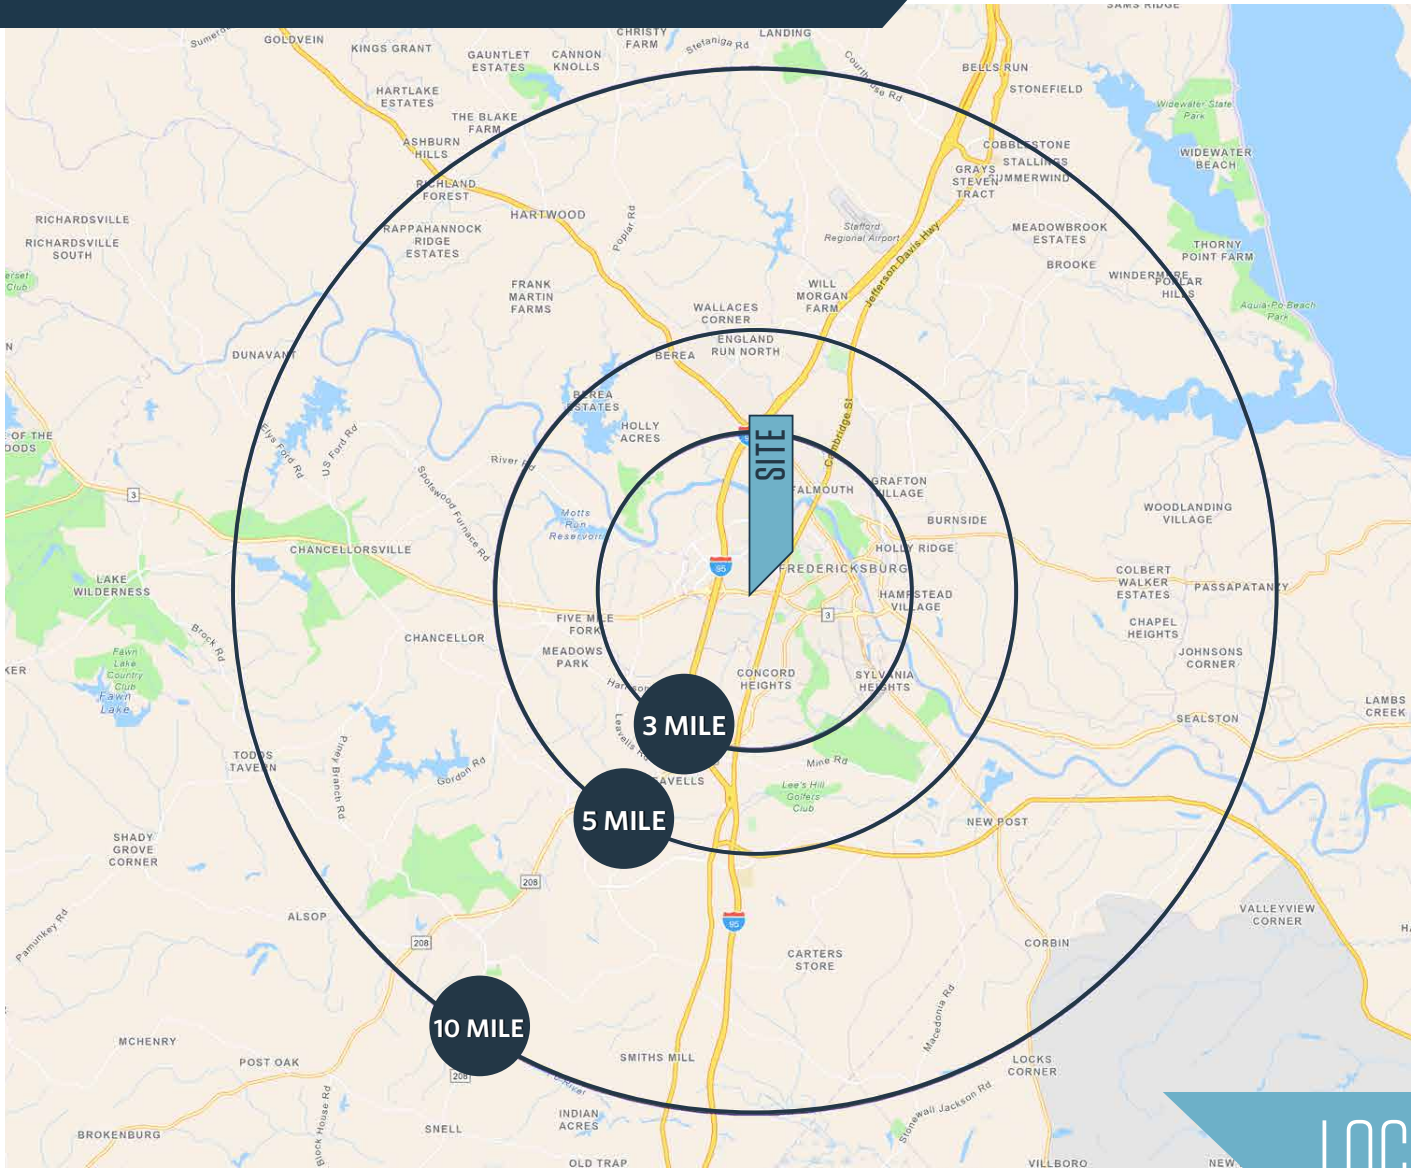 SAMS RIDGE
GOLDVEIN
KINGS GRANT
GAUNTLET
ESTATES
CANNON
KNOLLS
CHRISTY
FARM
Stefaniga Rd
LANDING
Courthouse Rd
BELLS RUN
STONEFIELD
HARTLAKE
ESTATES
THE BLAKE
FARM
ASHBURN
HILLS
Widewater State
Park
WIDEWATER
BEACH
COBBLESTONE
STALLINGS
SUMMERWIND
GRAYS
STEVEN
TRACT
RICHLAND
FOREST
HARTWOOD
Poplar Rd
Stafford
Regional Airport
Jefferson Davis Hwy
RICHARDSVILLE
RICHARDSVILLE
SOUTH
RAPPAHANNOCK
RIDGE
ESTATES
MEADOWBROOK
ESTATES
BROOKE
THORNY
POINT FARM
WINDERMERE
POPLAR
HILLS
Aquia-Po Beach
Park
erset
Club
FRANK
MARTIN
FARMS
WILL
MORGAN
FARM
WALLACES
CORNER
ENGLAND
RUN NORTH
BEREA
N
DUNAVANT
BEREA
ESTATES
HOLLY
ACRES
SITE
Cambridge St
E OF THE
OODS
Elys Ford Rd
US Ford Rd
River Rd
Spotswood Furnace Rd
FALMOUTH
GRAFTON
VILLAGE
3
Motts
Run
Reservoir
BURNSIDE
WOODLANDING
VILLAGE
CHANCELLORSVILLE
HOLLY RIDGE
95
FREDERICKSBURG
LAKE
WILDERNESS
COLBERT
WALKER
ESTATES
PASSAPATANZY
HAMPSTEAD
VILLAGE
3
FIVE MILE
FORK
CHAPEL
HEIGHTS
Brock Rd
CHANCELLOR
MEADOWS
PARK
JOHNSONS
CORNER
KER
Fawn
Lake
Country
Club
Fawn
Lake
CONCORD
HEIGHTS
SYLVANIA
HEIGHTS
LAMBS
CREEK
SEALSTON
3 MILE
Leavells Rd
TODDS
TAVERN
Piney Branch Rd
Gordon Rd
Mine Rd
EAVELLS
Lee's Hill
Golfers
Club
5 MILE
NEW POST
SHADY
GROVE
CORNER
208
ALSOP
Pamunkey Rd
208
95
VALLEYVIEW
CORNER
CORBIN
CARTERS
STORE
10 MILE
Macedonia Rd
MCHENRY
POST OAK
SMITHS MILL
LOCKS
CORNER
208
Block House Rd
INDIAN
ACRES
Stonewall Jackson Rd
BROKENBURG
SNELL
OLD TRAP
VILLBORO
NEW
LOC